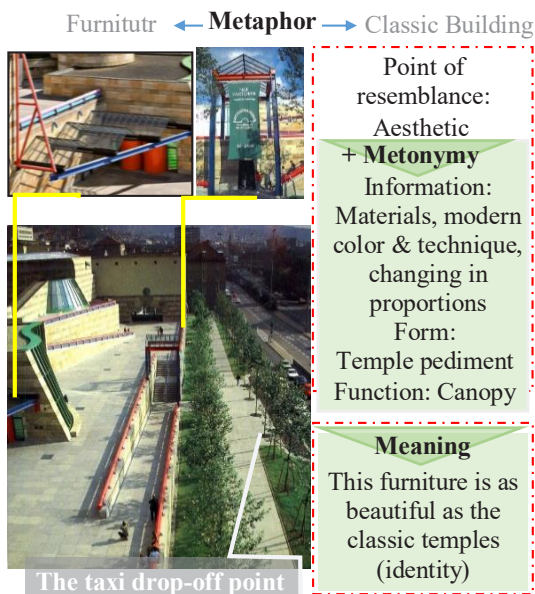 Furnitutr Metaphor Classic Building
Point of
resemblance:
Aesthetic
+ Metonymy
Information:
Materials, modern
color & technique,
changing in
proportions
Form:
Temple pediment
Function: Canopy
Meaning
This furniture is as
beautiful as the
classic temples
(identity)
The taxi drop-off point